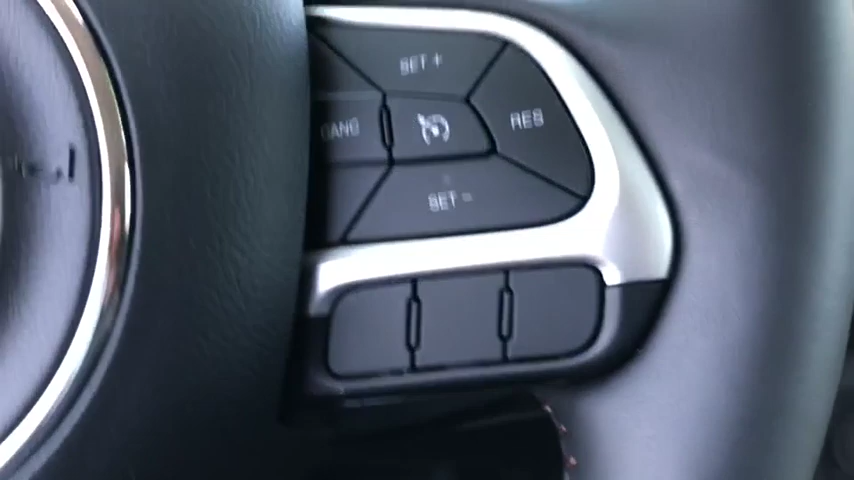 SET +
CANC
RES
SET -